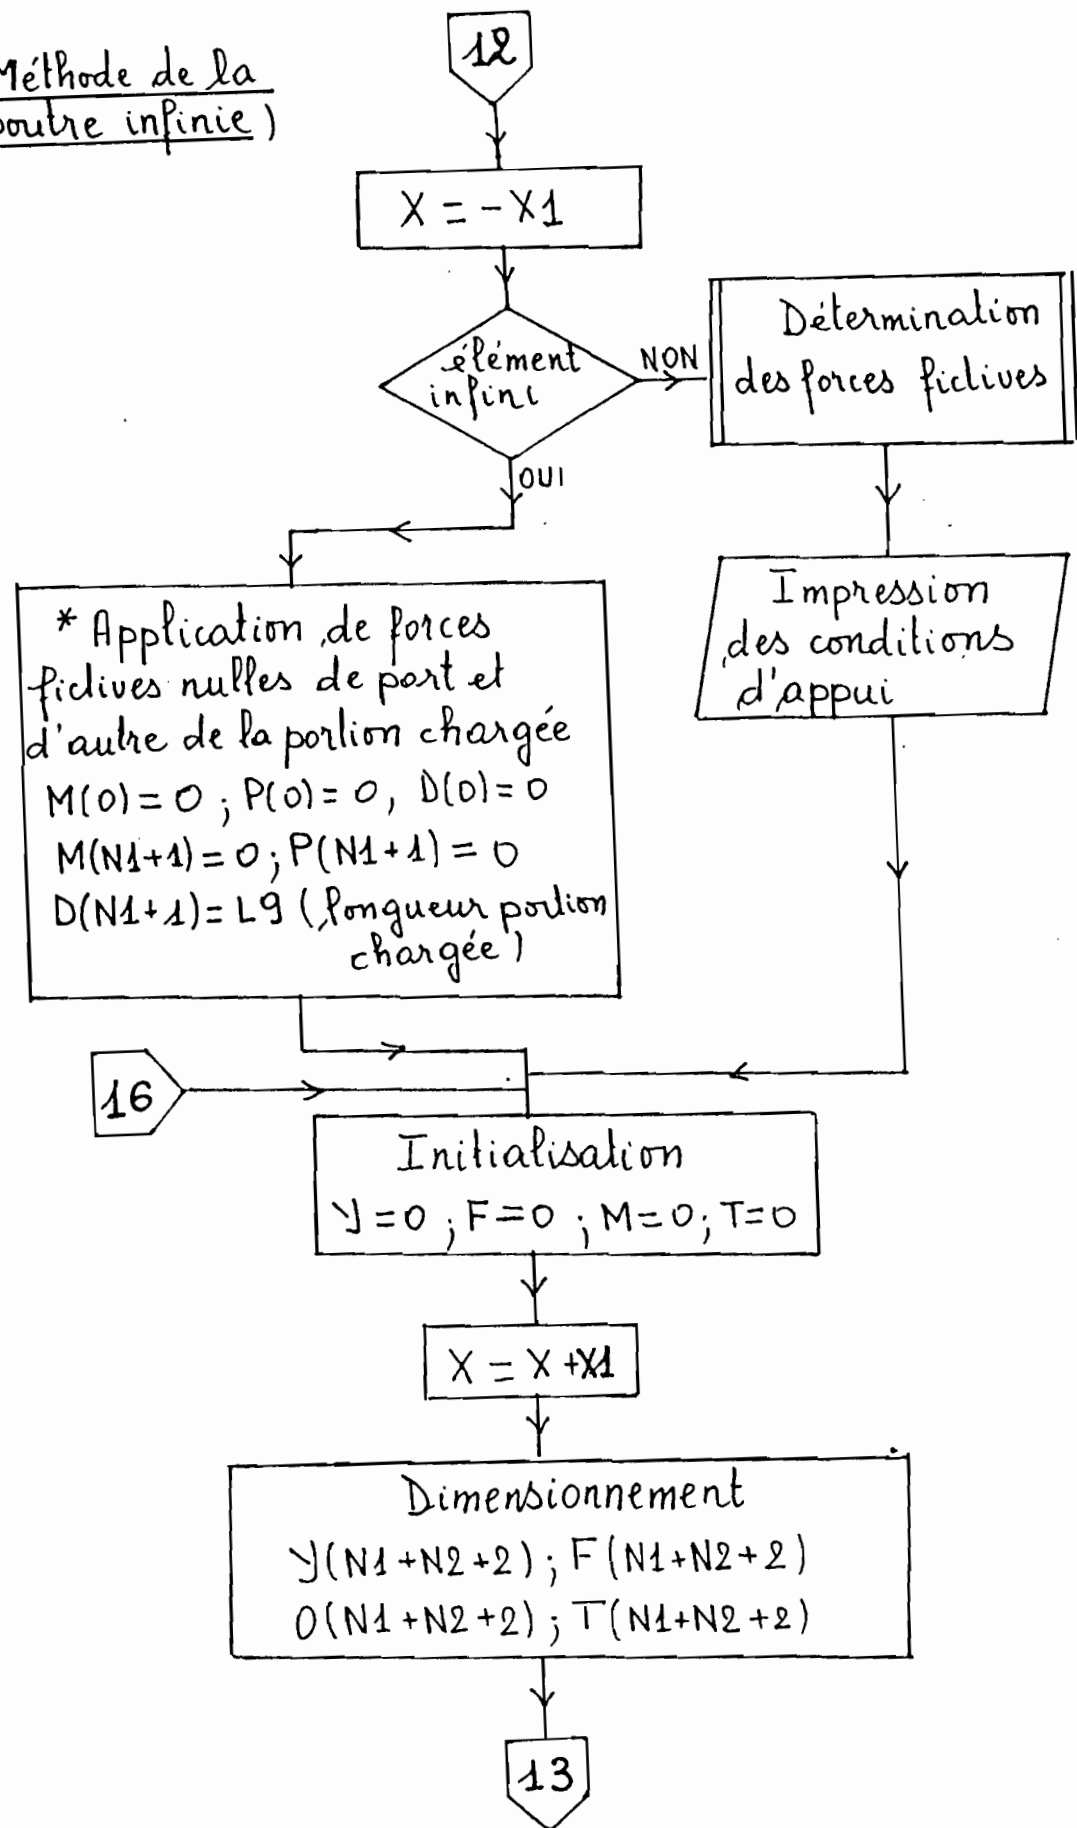 Méthode de la
poutre infinie)
12
X = -X1
élément
infini
NON
OUI
Détermination
des forces fictives
Impression
des conditions
d'appui
* Application de forces
fictives nulles de part et
d'autre de la portion chargée
M(0) = 0 ; P(0) = 0, D(0) = 0
M(N1+1) = 0 ; P(N1+1) = 0
D(N1+1) = L9 (longueur portion
chargée)
16
Initialisation
Y = 0 ; F = 0 ; M = 0 ; T = 0
X = X + X1
Dimensionnement
Y(N1+N2+2) ; F(N1+N2+2)
O(N1+N2+2) ; T(N1+N2+2)
13